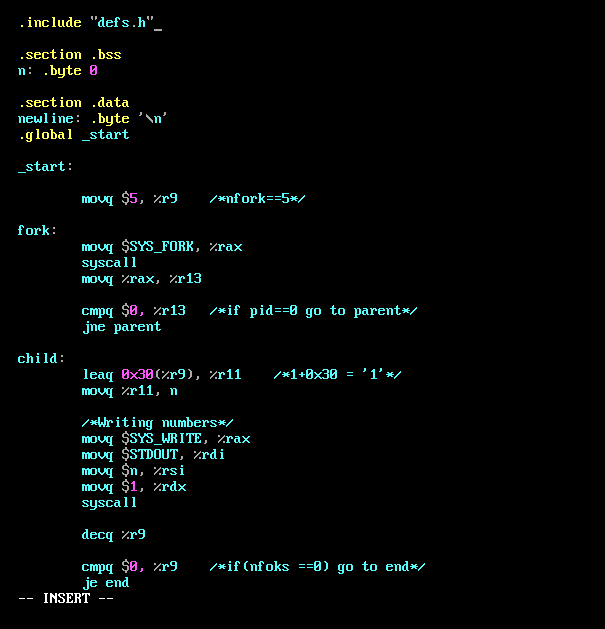 .include "defs.h"_
.section .bss
n: .byte 0
.section .data
newline: .byte '\n'
.global _start
_start:
movq $5, %r9 /*nfork==5*/
fork:
movq $SYS_FORK, %rax
syscall
movq %rax, %r13
cmpq $0, %r13 /*if pid==0 go to parent*/
jne parent
child:
leaq 0x30(%r9), %r11 /*1+0x30 = '1'*/
movq %r11, n
/*Writing numbers*/
movq $SYS_WRITE, %rax
movq $STDOUT, %rdi
movq $n, %rsi
movq $1, %rdx
syscall
decq %r9
cmpq $0, %r9 /*if(nfoks ==0) go to end*/
je end
-- INSERT --